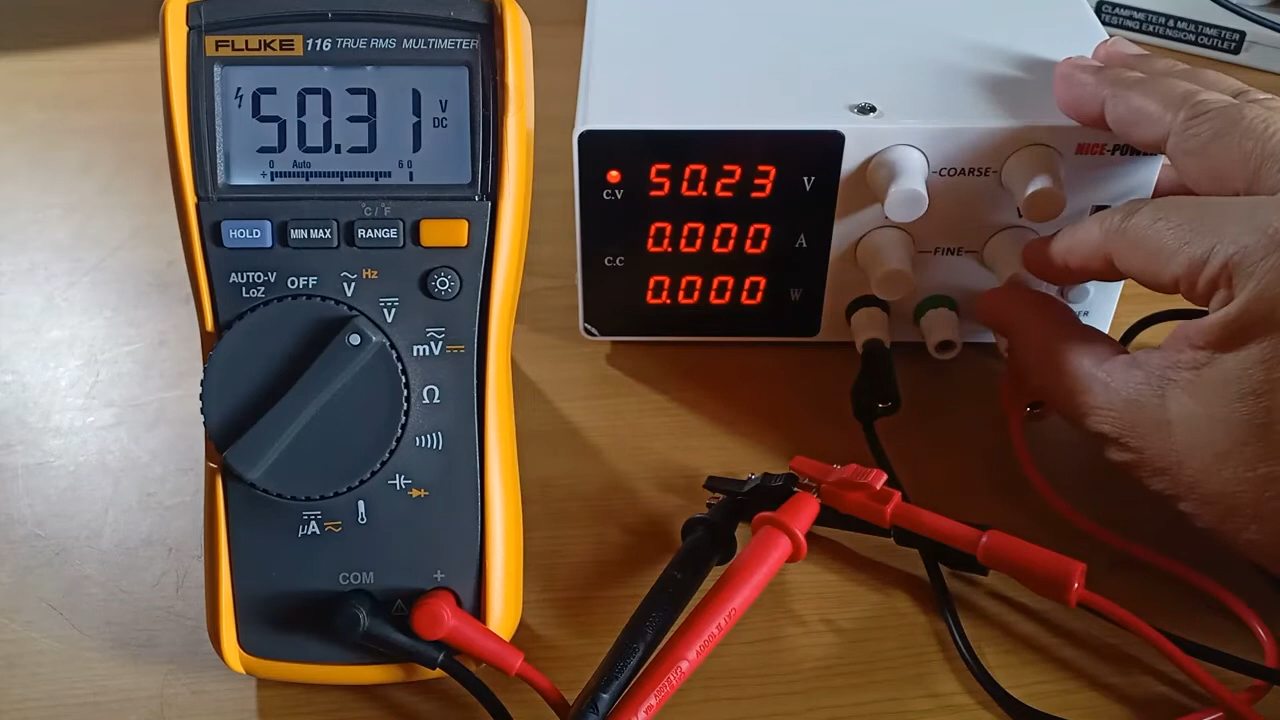 CLAMPMETER & MULTIMETER
TESTING EXTENSION OUTLET
FLUKE 116 TRUE RMS MULTIMETER
50.31 V DC
0 Auto 60
HOLD
MIN MAX
°C/°F
RANGE
AUTO-V
LoZ
OFF
V Hz
V
mV
Ω
µA
COM
+
NICE-POWER
C.V
50.23 V
0.000 A
C.C
0.000 W
COARSE
FINE
CAT II 1000V